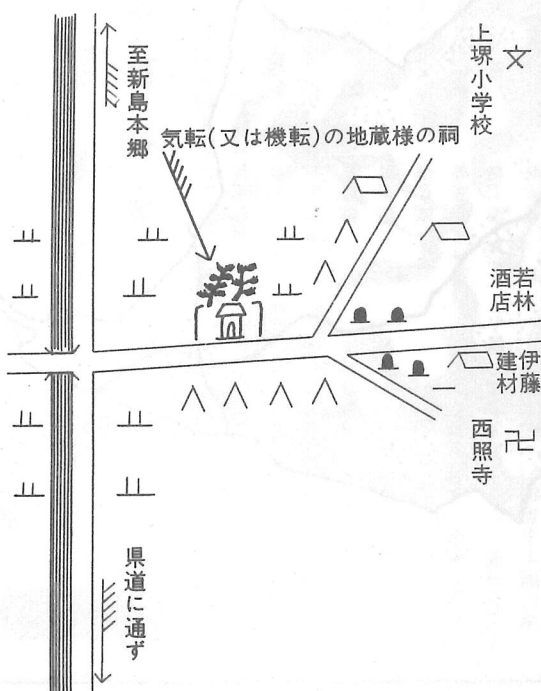 上堺小学校
文
至新島本郷
気転(又は機転)の地蔵様の祠
若林
酒店
伊藤
建材
西照寺
卍
県道に通ず